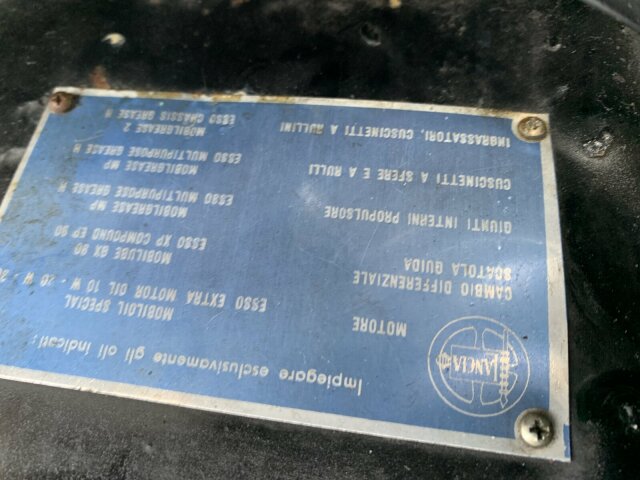 LANCIA
Impiegare esclusivamente gli oli indicati:
MOTORE
MOBILOIL SPECIAL
ESSO EXTRA MOTOR OIL 10 W - 20 W -
CAMBIO DIFFERENZIALE
SCATOLA GUIDA
MOBILUBE GX 90
ESSO XP COMPOUND EP 90
GIUNTI INTERNI PROPULSORE
MOBILGREASE MP
ESSO MULTIPURPOSE GREASE H
CUSCINETTI A SFERE E A RULLI
MOBILGREASE MP
ESSO MULTIPURPOSE GREASE H
INGRASSATORI, CUSCINETTI A RULLINI
MOBILGREASE 2
ESSO CHASSIS GREASE H